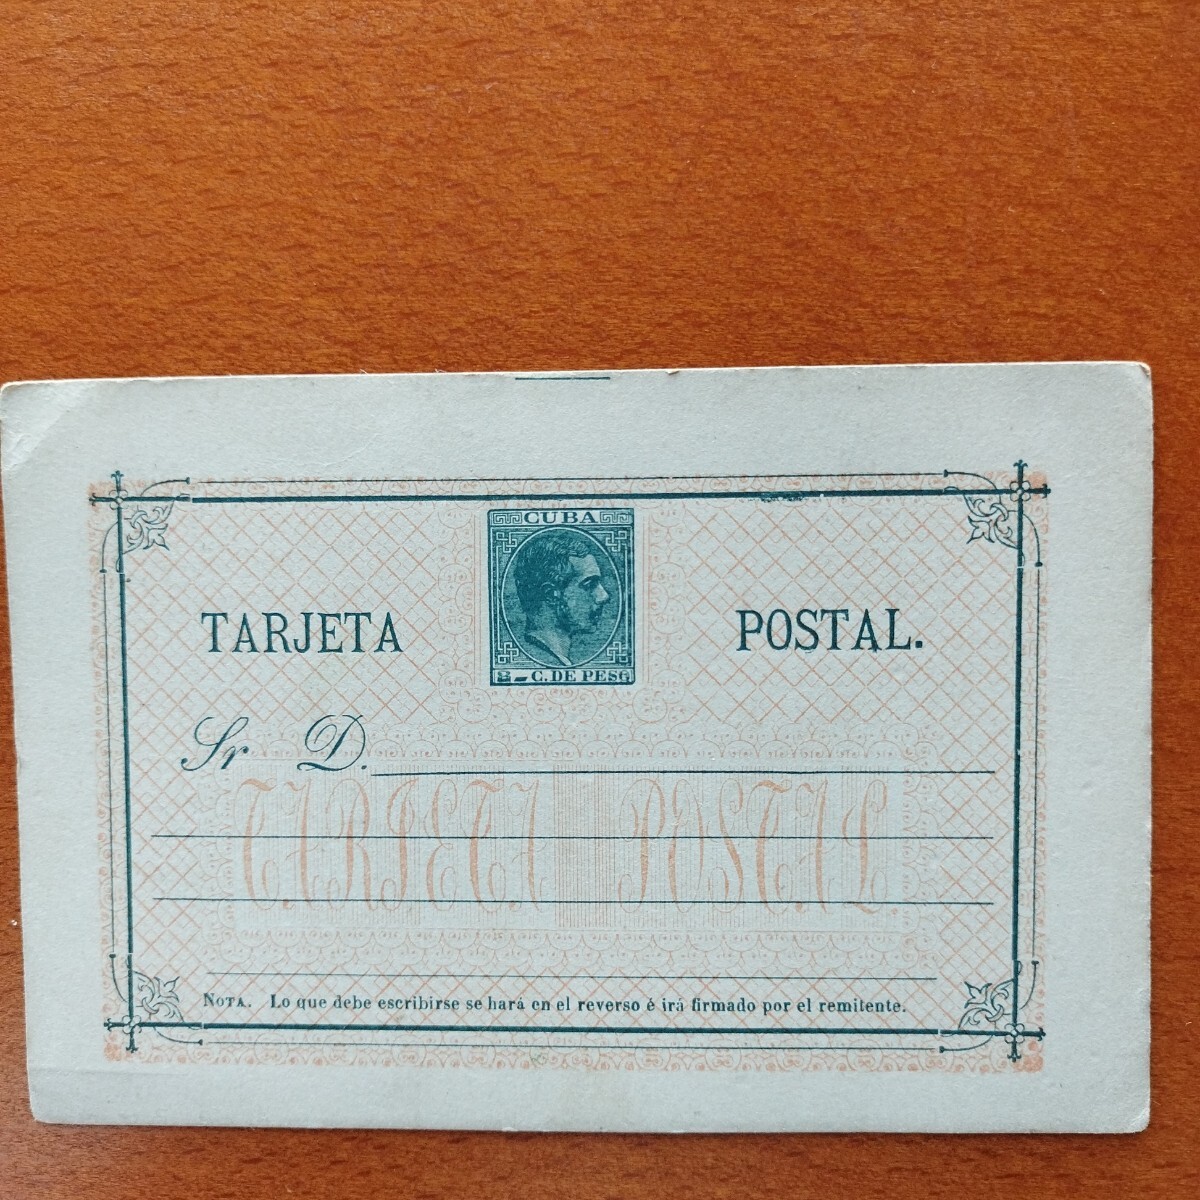 CUBA
TARJETA POSTAL.
C. DE PESO
Sr D.
TARJETA POSTAL.
NOTA. Lo que debe escribirse se hará en el reverso é irá firmado por el remitente.